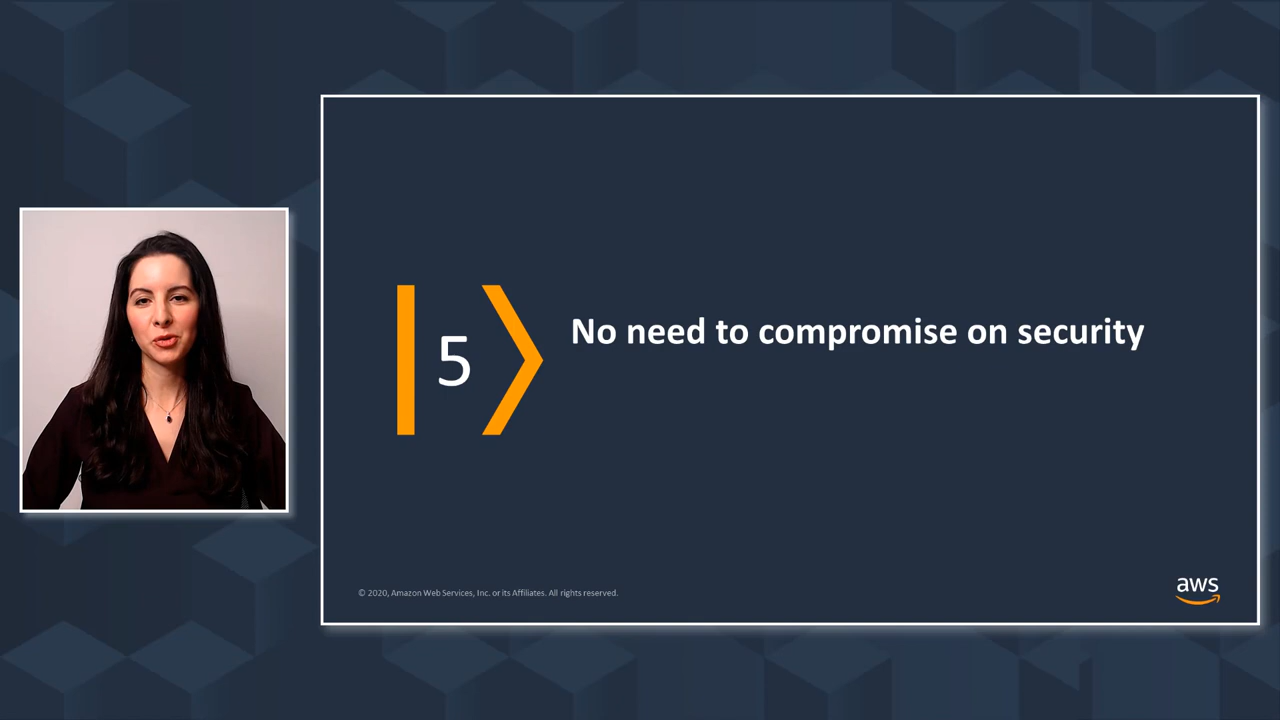 5
No need to compromise on security
© 2020, Amazon Web Services, Inc. or its Affiliates. All rights reserved.
aws